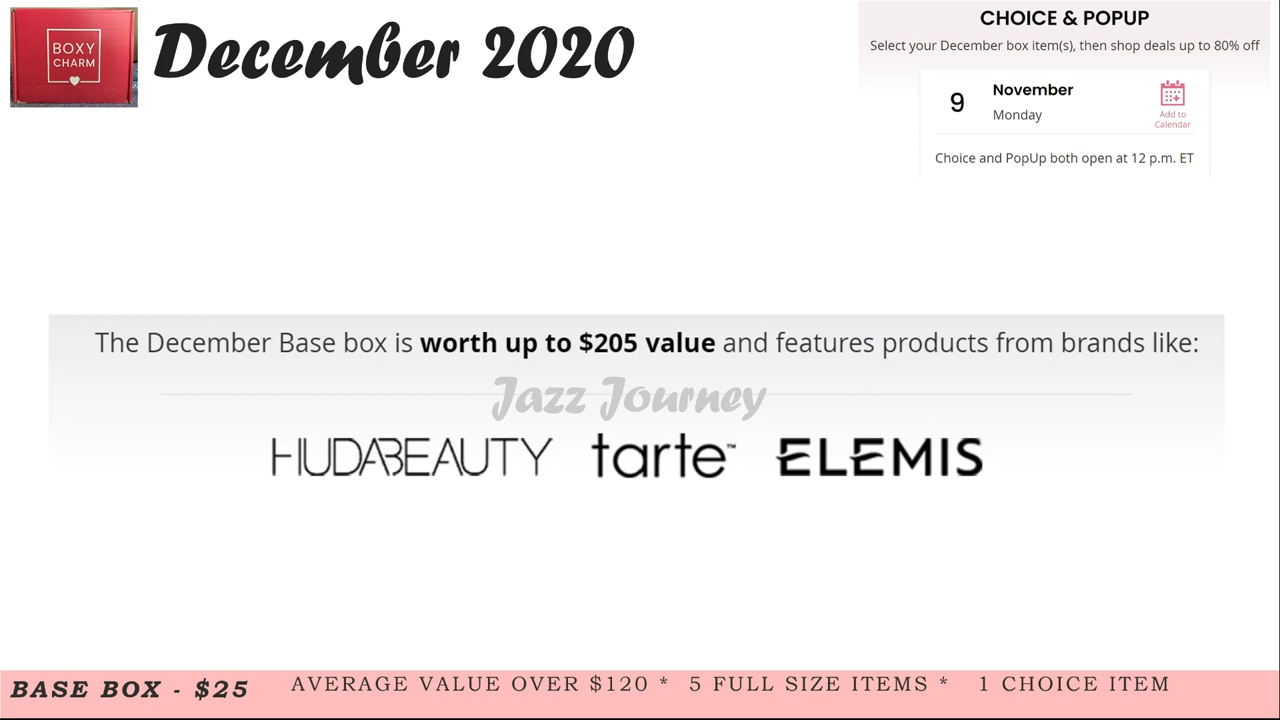 BOXY
CHARM
December 2020
CHOICE & POPUP
Select your December box item(s), then shop deals up to 80% off
9
November
Monday
Add to
Calendar
Choice and PopUp both open at 12 p.m. ET
The December Base box is worth up to $205 value and features products from brands like:
Jazz Journey
HUDABEAUTY tarte™ ELEMIS
BASE BOX - $25 AVERAGE VALUE OVER $120 * 5 FULL SIZE ITEMS * 1 CHOICE ITEM